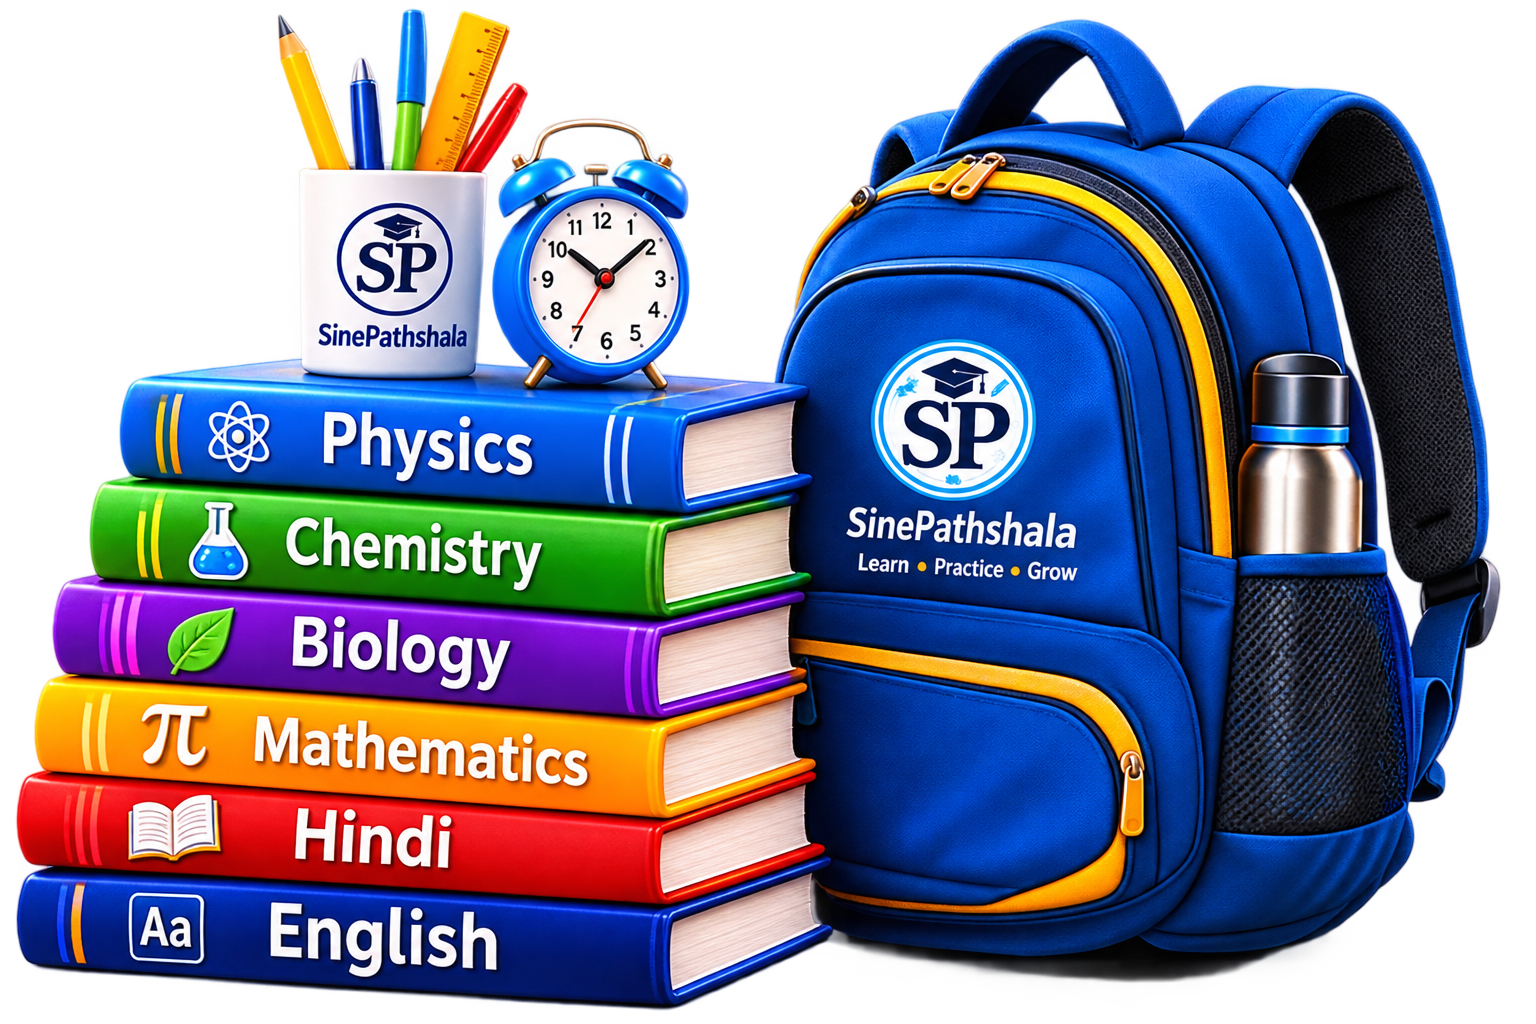 SP
SinePathshala
11 12 1
10 2
9 3
8 4
7 6 5
Physics
Chemistry
Biology
π Mathematics
Hindi
Aa English
SP
SinePathshala
Learn • Practice • Grow